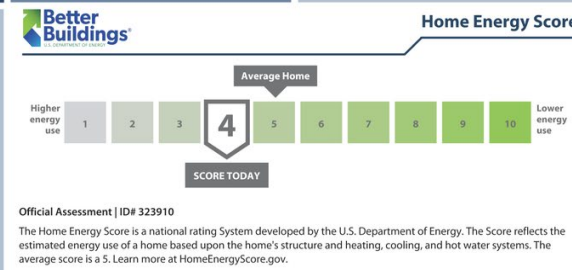 Better
Buildings®
U.S. DEPARTMENT OF ENERGY
Home Energy Score
Average Home
Higher
energy
use
1 2 3 4 5 6 7 8 9 10
Lower
energy
use
SCORE TODAY
Official Assessment | ID# 323910
The Home Energy Score is a national rating System developed by the U.S. Department of Energy. The Score reflects the
estimated energy use of a home based upon the home's structure and heating, cooling, and hot water systems. The
average score is a 5. Learn more at HomeEnergyScore.gov.